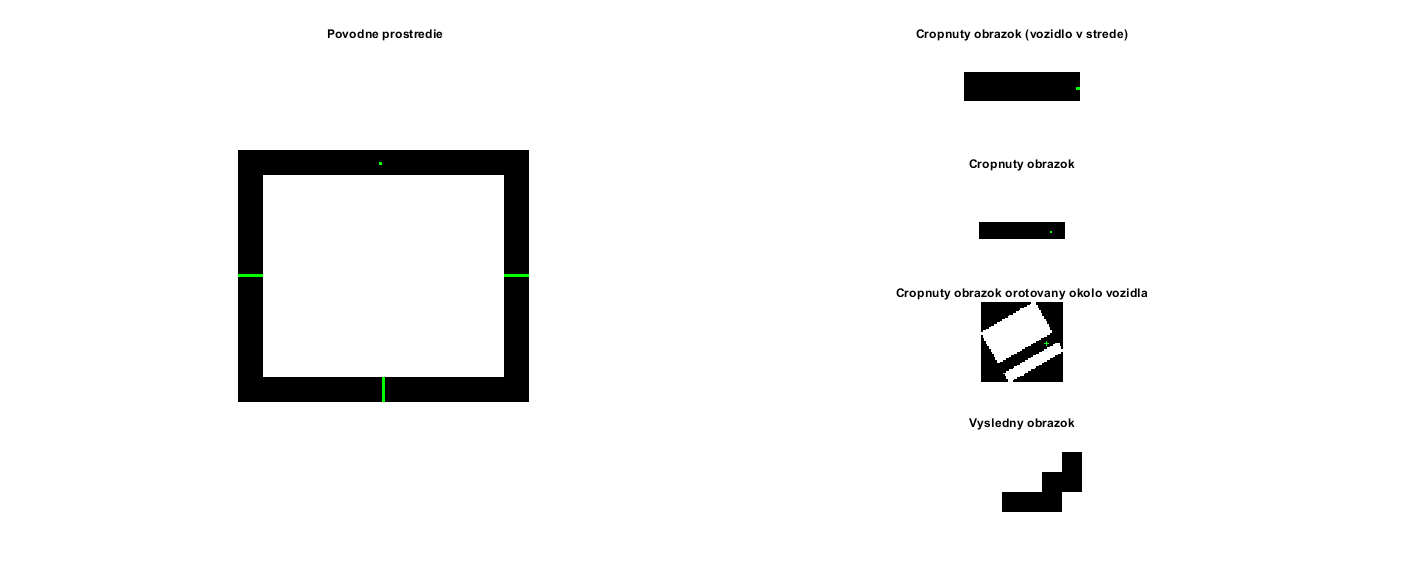 Povodne prostredie
Cropnuty obrazok (vozidlo v strede)
Cropnuty obrazok
Cropnuty obrazok orotovany okolo vozidla
Vysledny obrazok